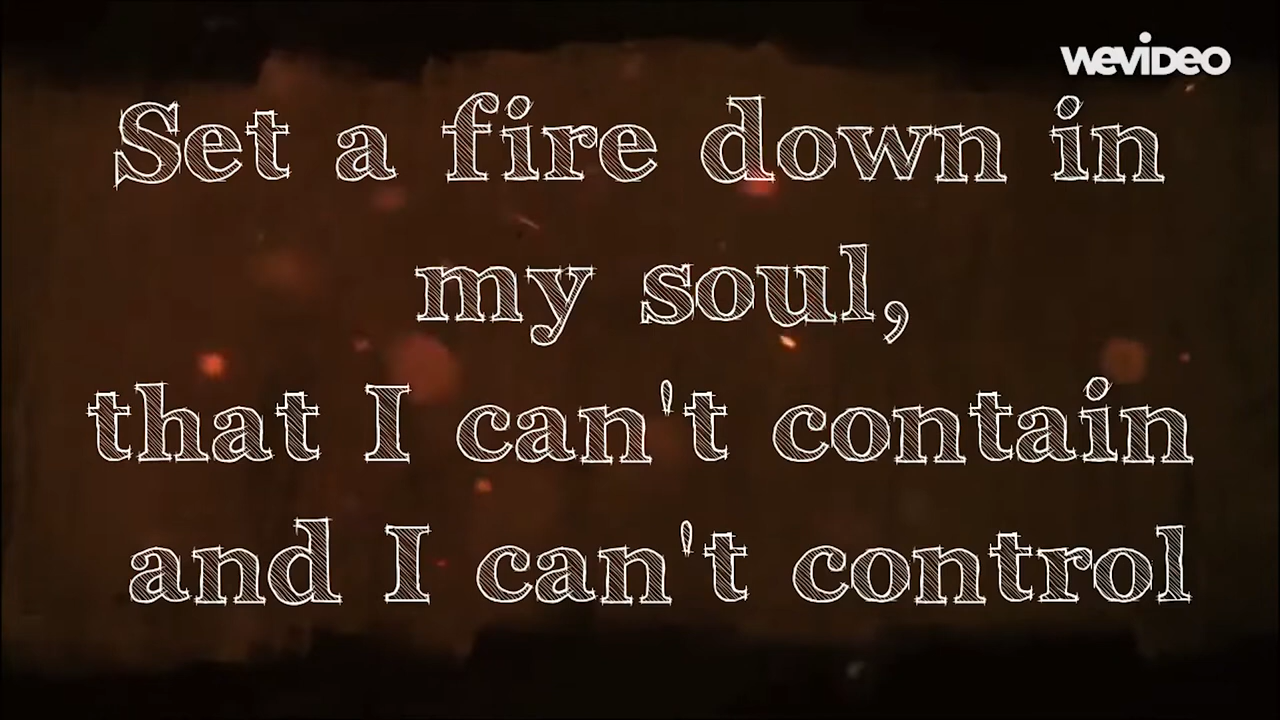 wevideo
Set a fire down in
my soul,
that I can't contain
and I can't control